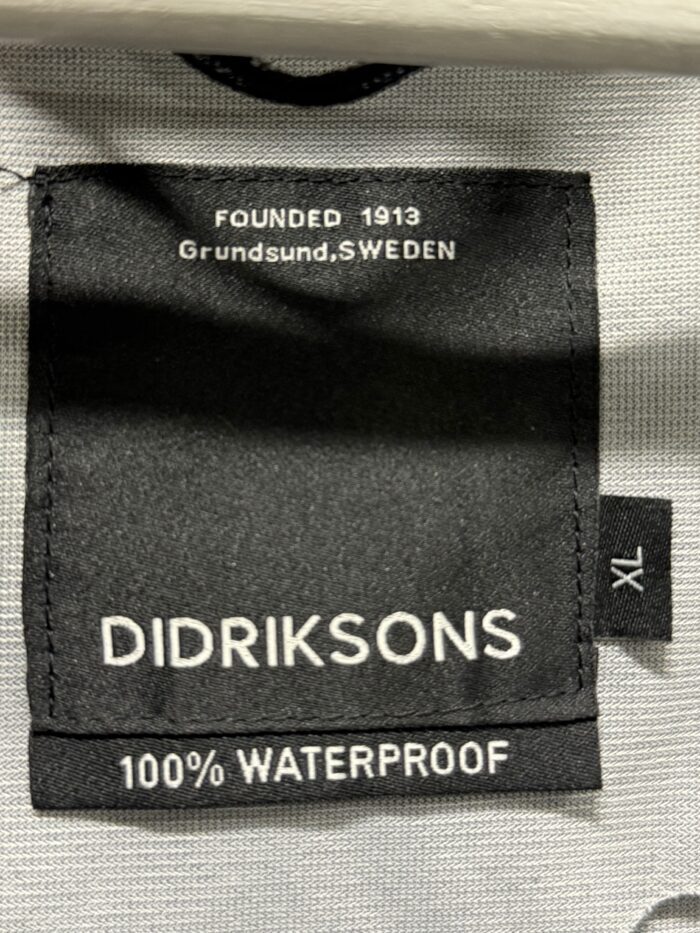 FOUNDED 1913
Grundsund,SWEDEN
DIDRIKSONS
XL
100% WATERPROOF